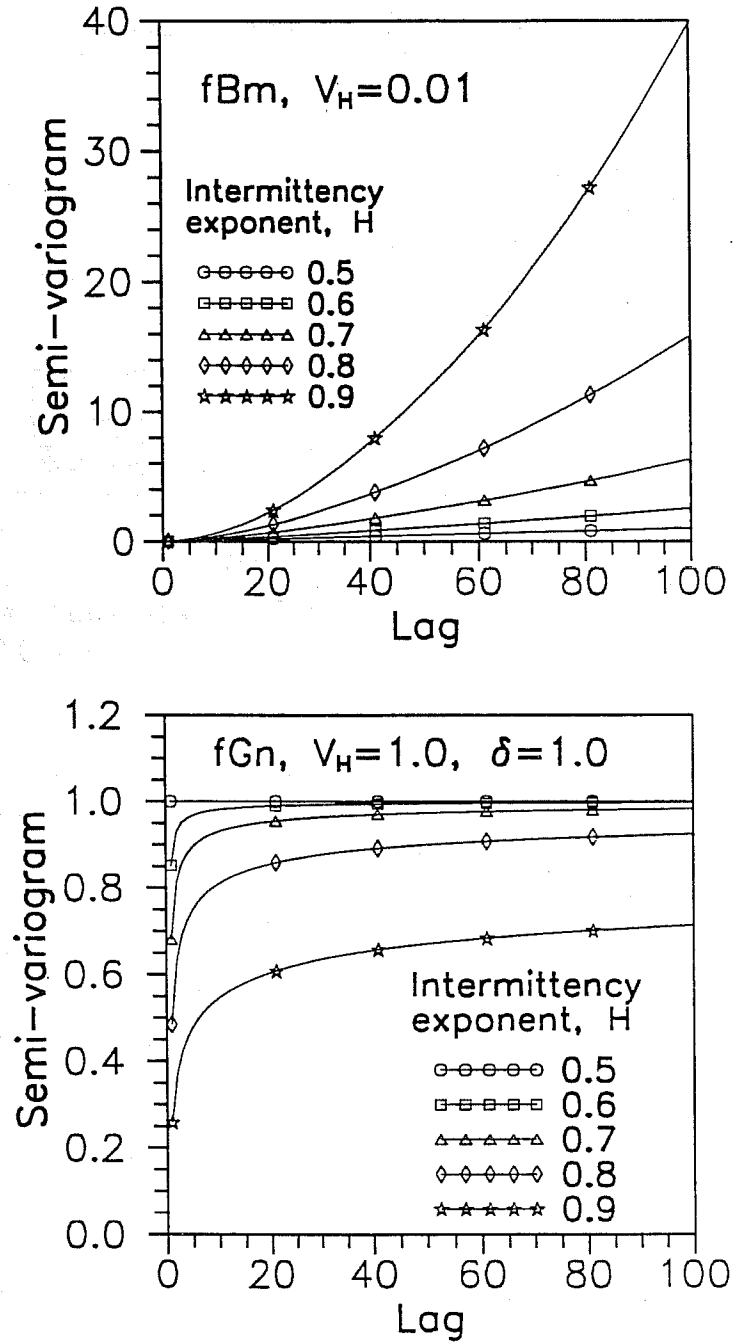 40
30
20
10
0
Semi-variogram
fBm, V_H=0.01
Intermittency
exponent, H
0.5
0.6
0.7
0.8
0.9
0 20 40 60 80 100
Lag
1.2
1.0
0.8
0.6
0.4
0.2
0.0
Semi-variogram
fGn, V_H=1.0, δ=1.0
Intermittency
exponent, H
0.5
0.6
0.7
0.8
0.9
0 20 40 60 80 100
Lag